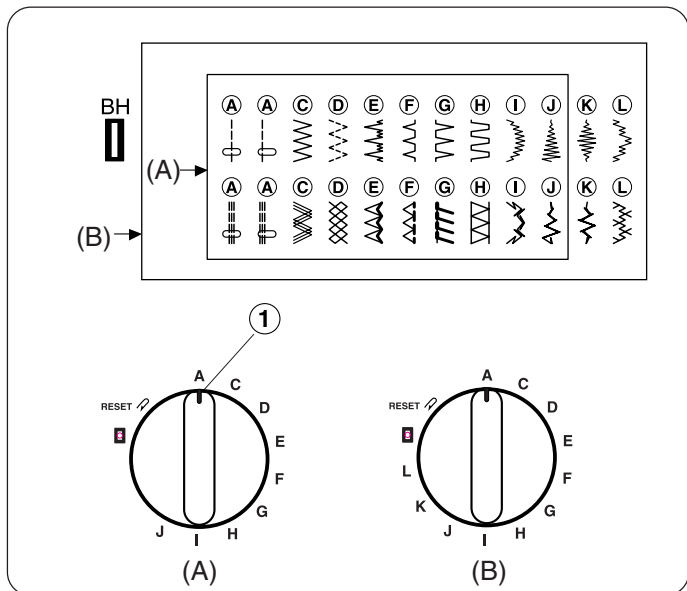 BH
A A C D E F G H I J K L
(A)
A A C D E F G H I J K L
(B)
1
A
C
D
E
F
G
H
I
J
RESET
(A)
A
C
D
E
F
G
H
I
J
K
L
RESET
(B)